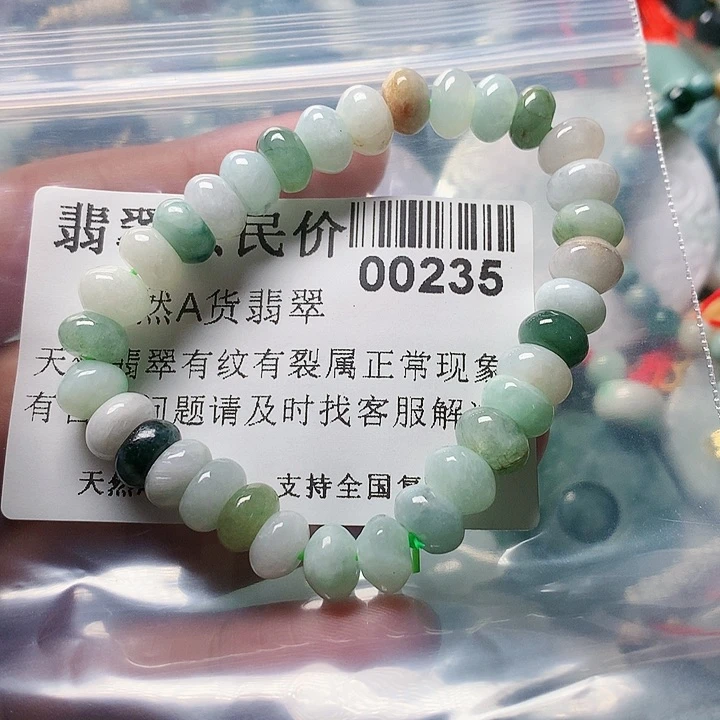 翡翠 民价
00235
然A货翡翠
天 翡翠有纹有裂属正常现象
有 问题请及时找客服解
天然 支持全国复